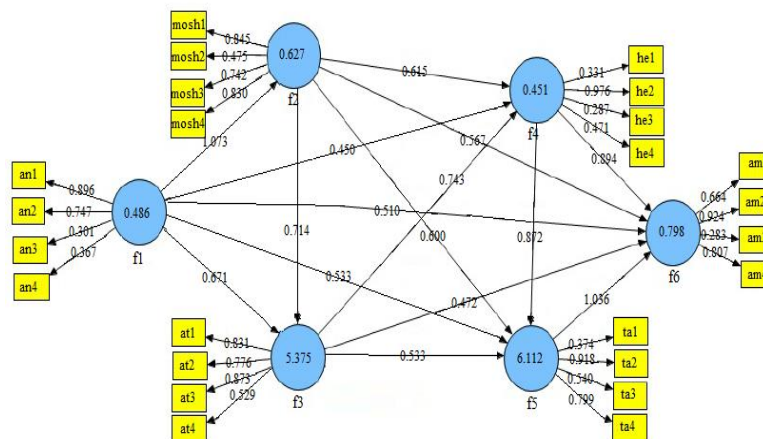 mosh1
mosh2
mosh3
mosh4
0.845
0.475
0.742
0.830
0.627
f2
1.073
0.615
0.451
f4
he1
he2
he3
he4
0.331
0.976
0.287
0.471
0.450
0.567
0.743
0.894
an1
an2
an3
an4
0.896
0.747
0.301
0.367
0.486
f1
0.510
0.714
0.600
0.872
0.798
f6
am
am2
am3
am4
0.664
0.924
0.283
0.807
0.671
0.533
0.472
1.036
at1
at2
at3
at4
0.831
0.776
0.873
0.529
5.375
f3
0.533
6.112
f5
ta1
ta2
ta3
ta4
0.374
0.918
0.540
0.799